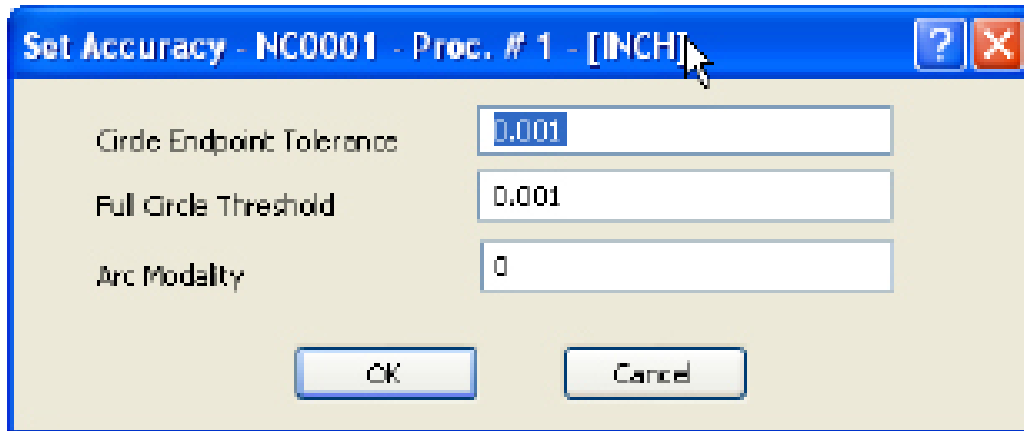 Set Accuracy - NC0001 - Proc. # 1 - [INCH]
?
Circle Endpoint Tolerance 0.001
Full Circle Threshold 0.001
Arc Modality 0
OK Cancel